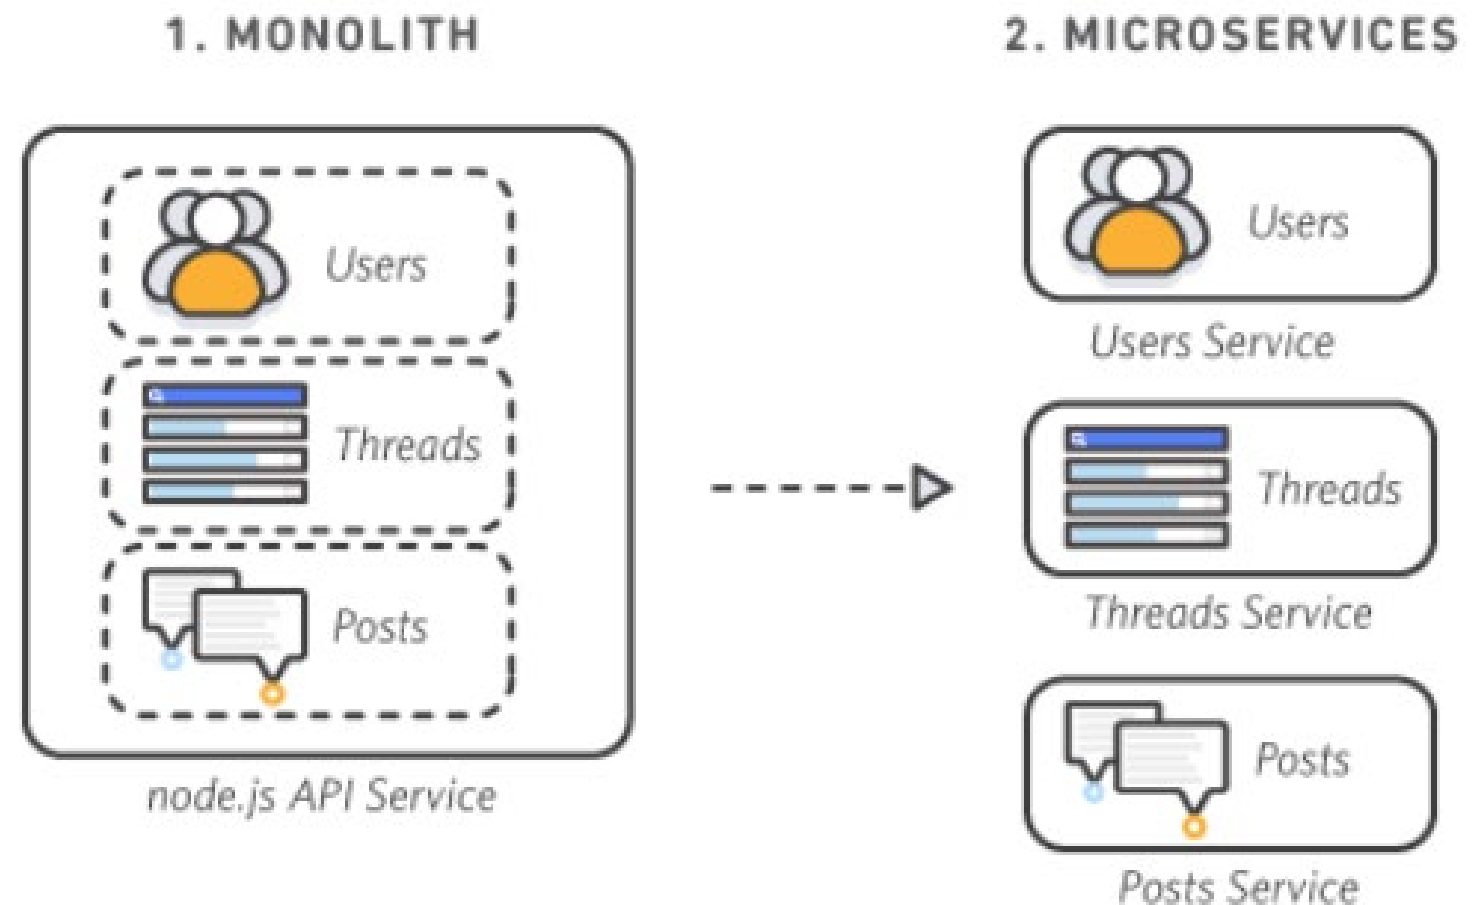 1. MONOLITH
Users
Threads
Posts
node.js API Service
2. MICROSERVICES
Users
Users Service
Threads
Threads Service
Posts
Posts Service